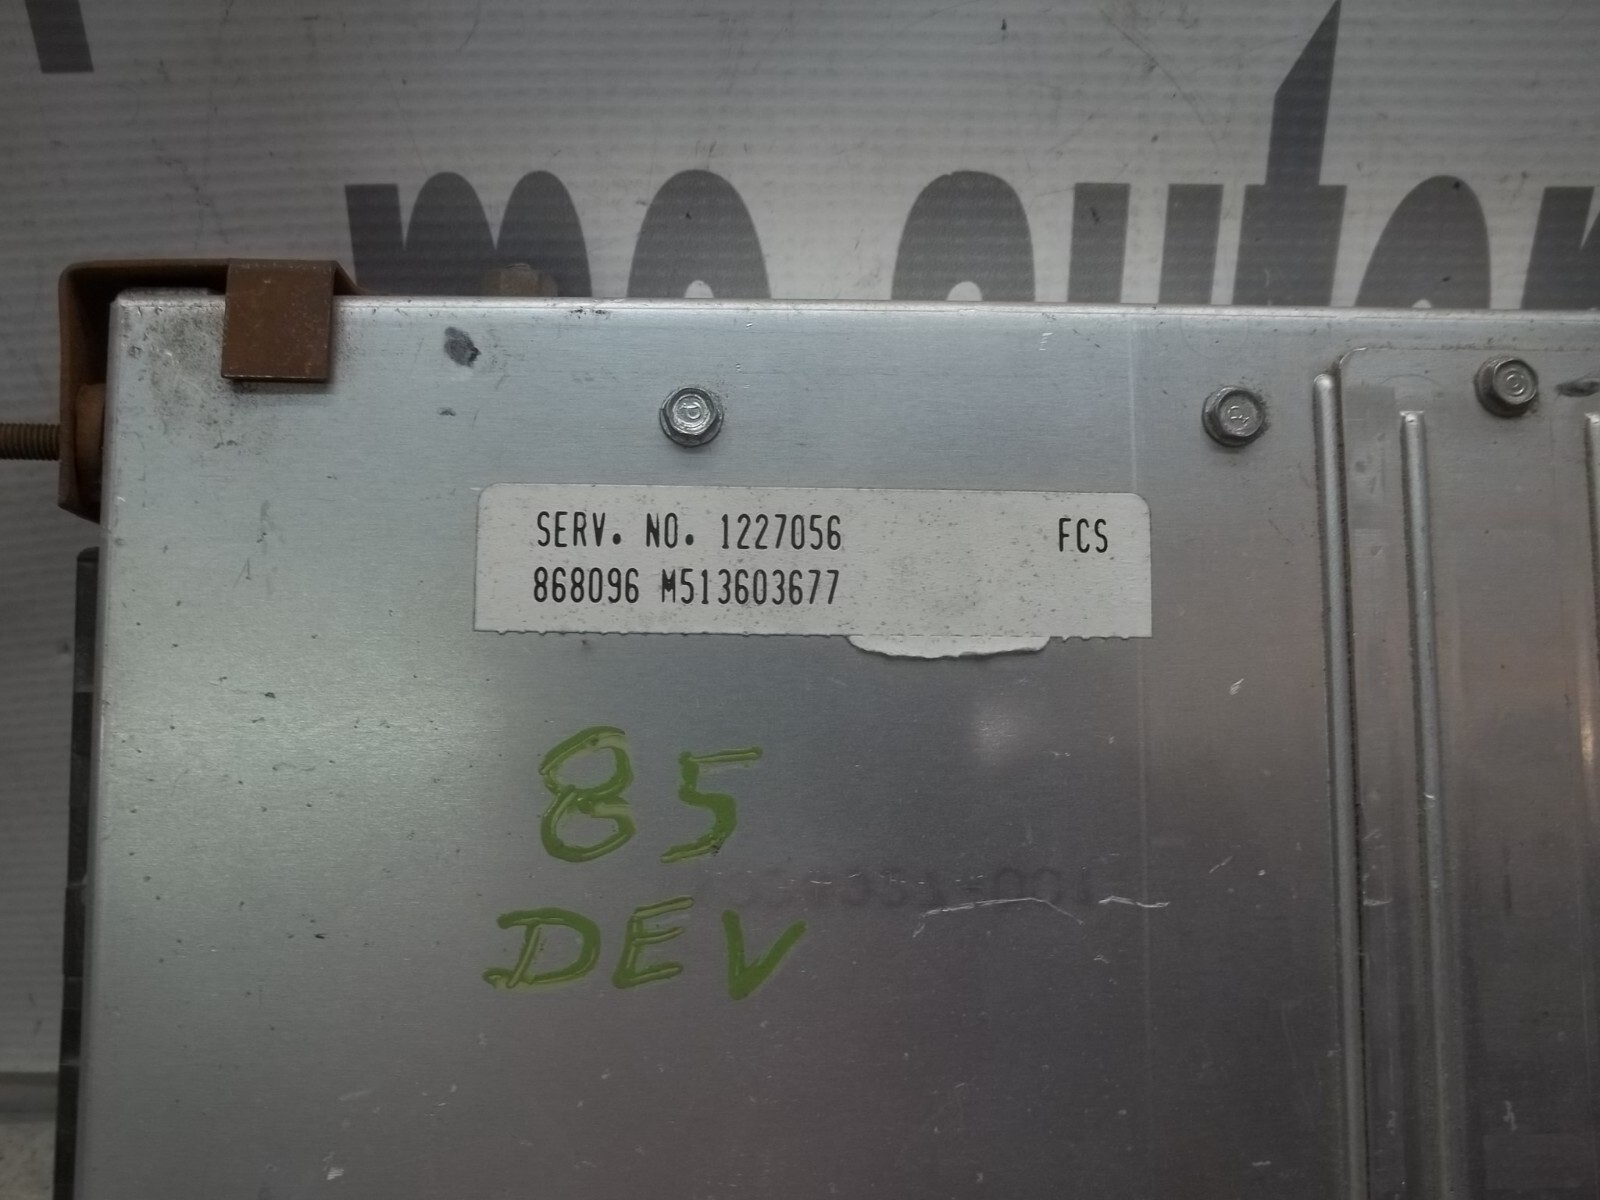 SERV. NO. 1227056 FCS
868096 M513603677
85
DEV